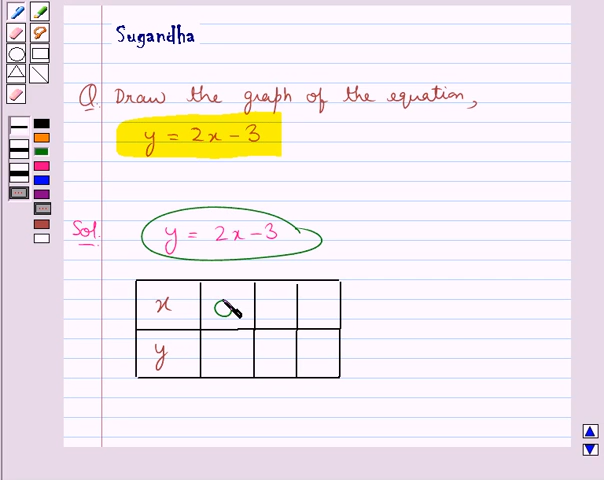 Sugandha
Q. Draw the graph of the equation,
y = 2x - 3
Sol. y = 2x - 3
x 0
y